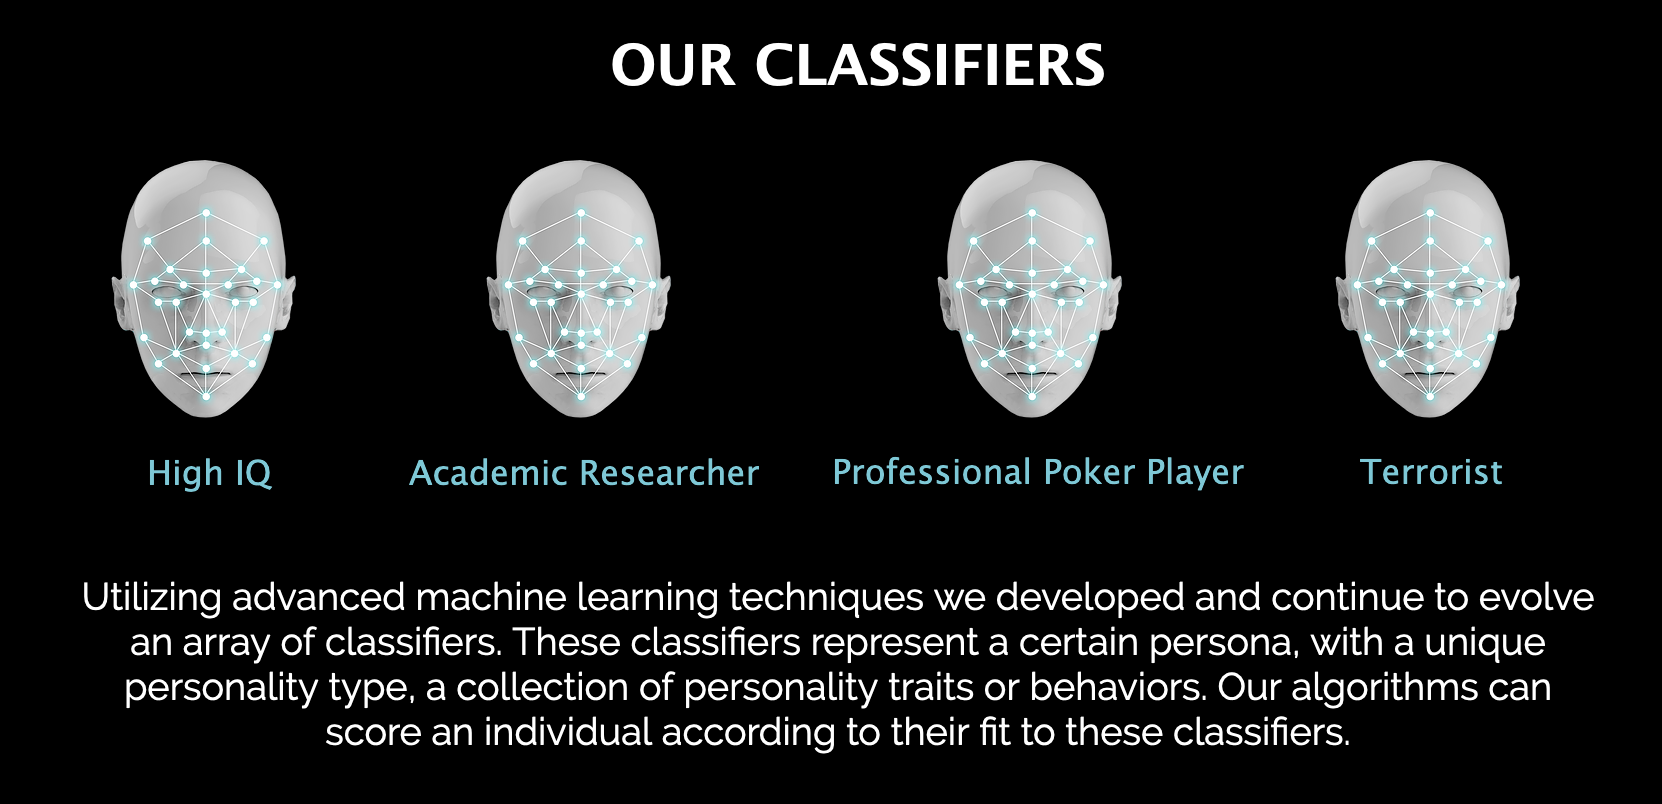 OUR CLASSIFIERS
High IQ
Academic Researcher
Professional Poker Player
Terrorist
Utilizing advanced machine learning techniques we developed and continue to evolve
an array of classifiers. These classifiers represent a certain persona, with a unique
personality type, a collection of personality traits or behaviors. Our algorithms can
score an individual according to their fit to these classifiers.